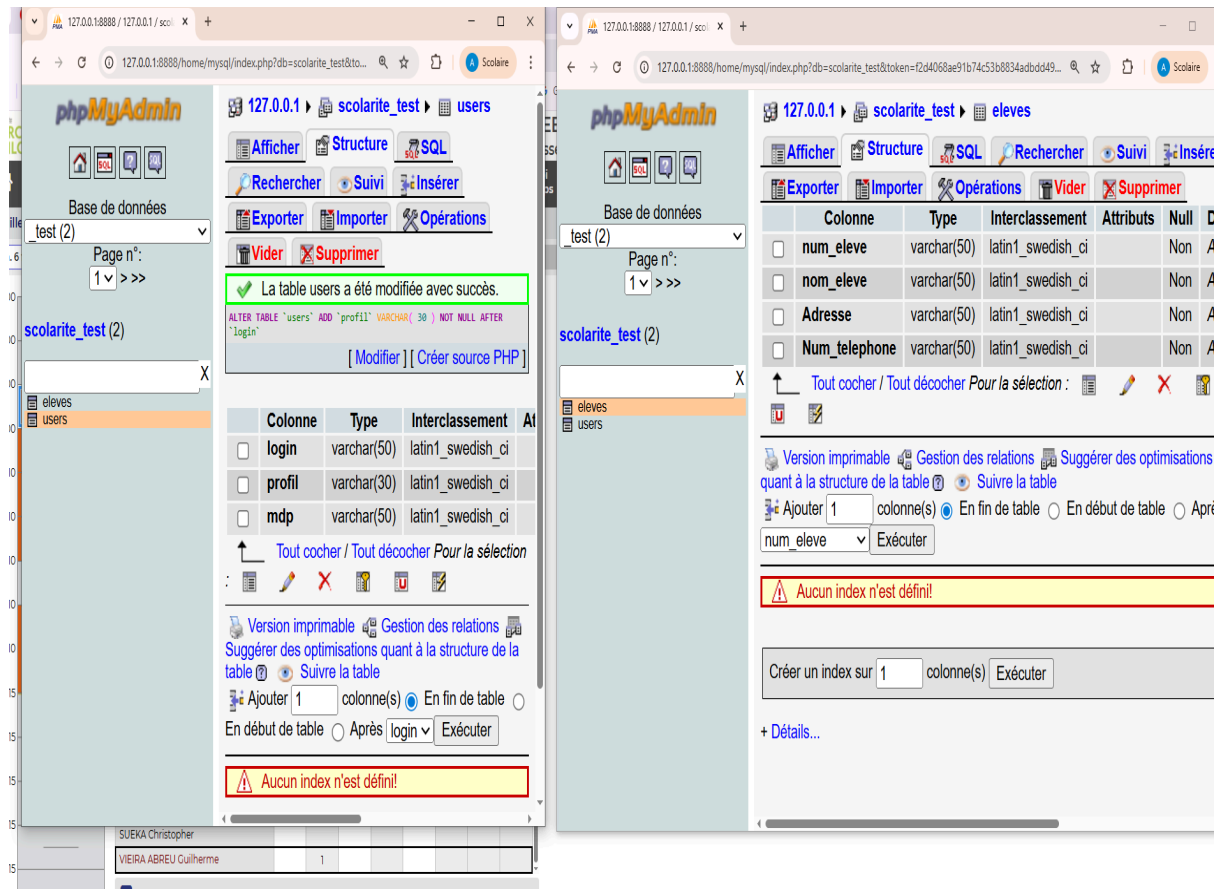 127.0.0.1:8888 / 127.0.0.1 / scol
127.0.0.1:8888/home/mysql/index.php?db=scolarite_test&to...
Scolaire
phpMyAdmin
Base de données
_test (2)
Page n°:
1 > >>
scolarite_test (2)
X
eleves
users
127.0.0.1 ▸ scolarite_test ▸ users
Afficher Structure SQL
Rechercher Suivi Insérer
Exporter Importer Opérations
Vider Supprimer
La table users a été modifiée avec succès.
ALTER TABLE `users` ADD `profil` VARCHAR( 30 ) NOT NULL AFTER
`login`
[ Modifier ] [ Créer source PHP ]
Colonne Type Interclassement At
login varchar(50) latin1_swedish_ci
profil varchar(30) latin1_swedish_ci
mdp varchar(50) latin1_swedish_ci
Tout cocher / Tout décocher Pour la sélection
:
Version imprimable Gestion des relations
Suggérer des optimisations quant à la structure de la
table Suivre la table
Ajouter 1 colonne(s) En fin de table
En début de table Après login Exécuter
Aucun index n'est défini!
SUEKA Christopher
VIEIRA ABREU Guilherme 1
127.0.0.1:8888 / 127.0.0.1 / scol
127.0.0.1:8888/home/mysql/index.php?db=scolarite_test&token=f2d4068ae91b74c53b8834adbdd49...
Scolaire
phpMyAdmin
Base de données
_test (2)
Page n°:
1 > >>
scolarite_test (2)
X
eleves
users
127.0.0.1 ▸ scolarite_test ▸ eleves
Afficher Structure SQL Rechercher Suivi Insére
Exporter Importer Opérations Vider Supprimer
Colonne Type Interclassement Attributs Null D
num_eleve varchar(50) latin1_swedish_ci Non A
nom_eleve varchar(50) latin1_swedish_ci Non A
Adresse varchar(50) latin1_swedish_ci Non A
Num_telephone varchar(50) latin1_swedish_ci Non A
Tout cocher / Tout décocher Pour la sélection :
Version imprimable Gestion des relations Suggérer des optimisations
quant à la structure de la table Suivre la table
Ajouter 1 colonne(s) En fin de table En début de table Aprè
num_eleve Exécuter
Aucun index n'est défini!
Créer un index sur 1 colonne(s) Exécuter
+ Détails...